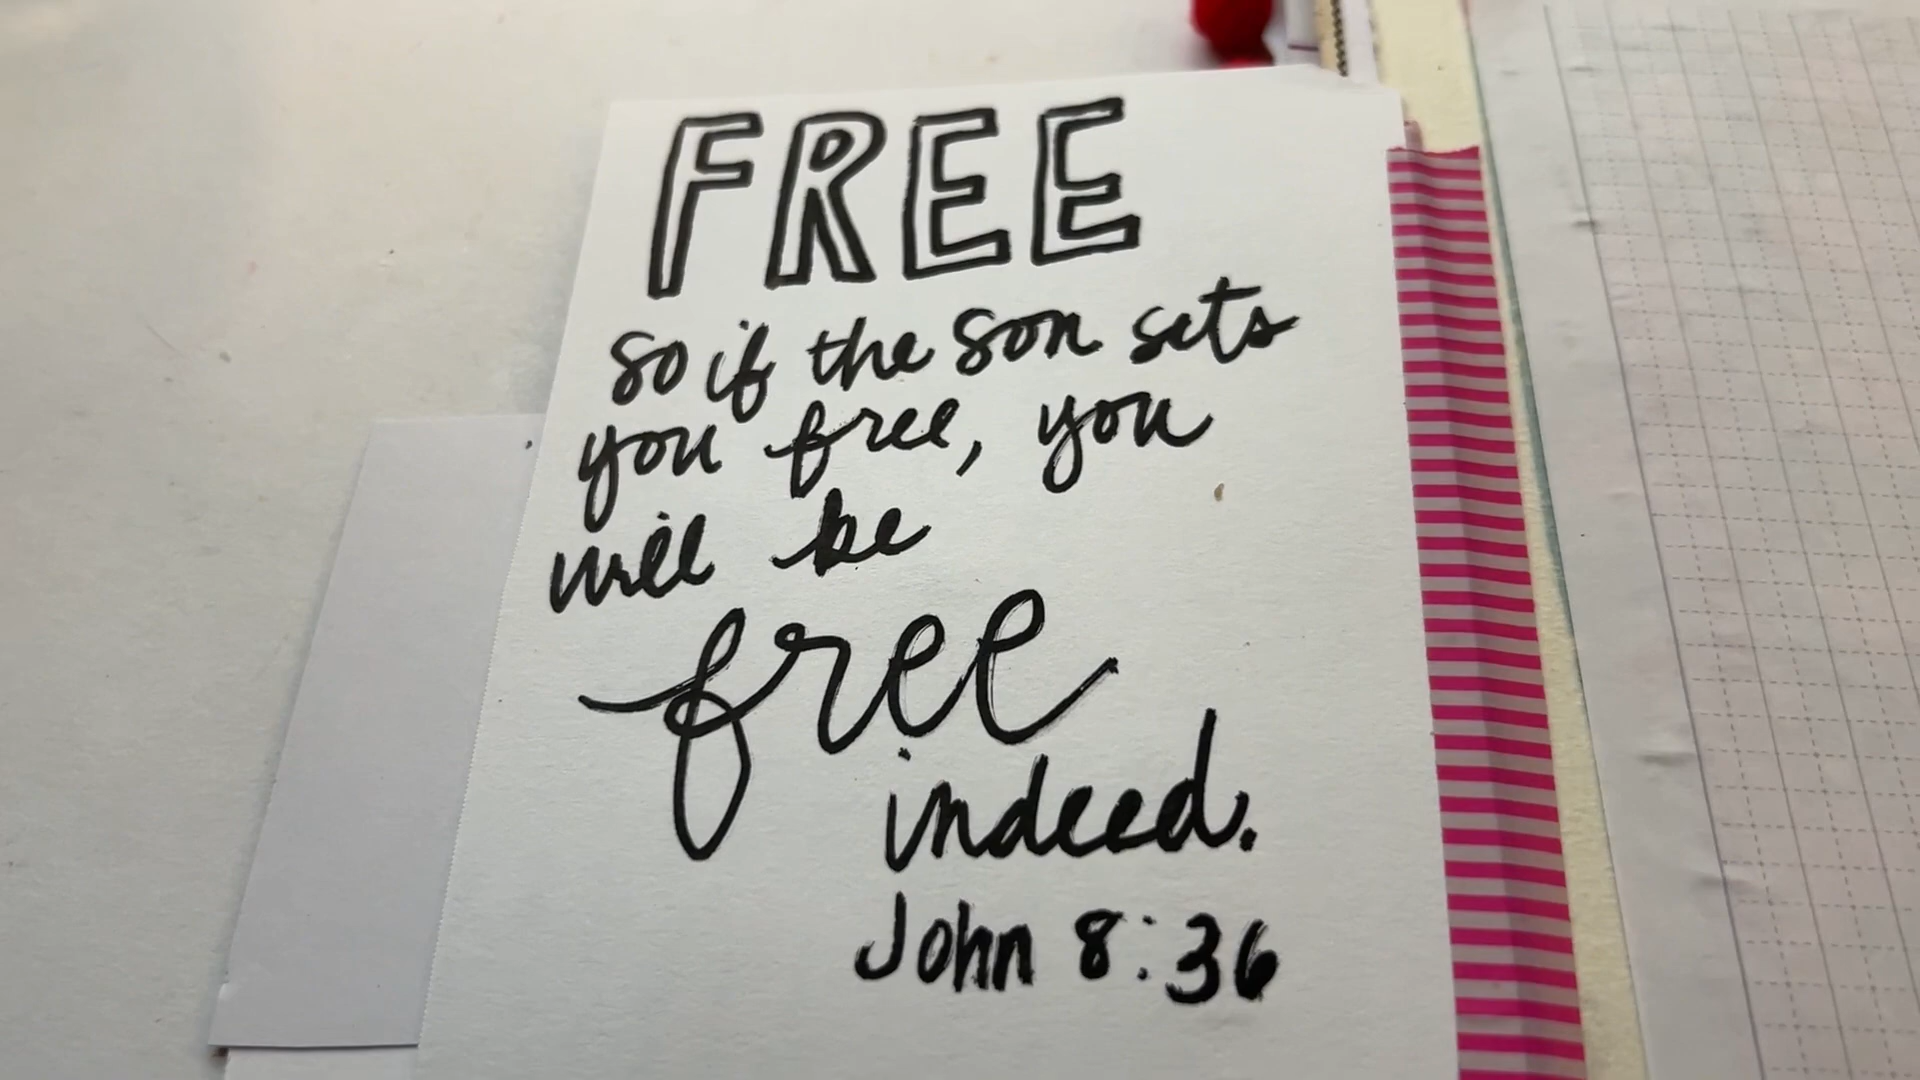 FREE
So if the Son sets
you free, you
will be
free
indeed.
John 8:36